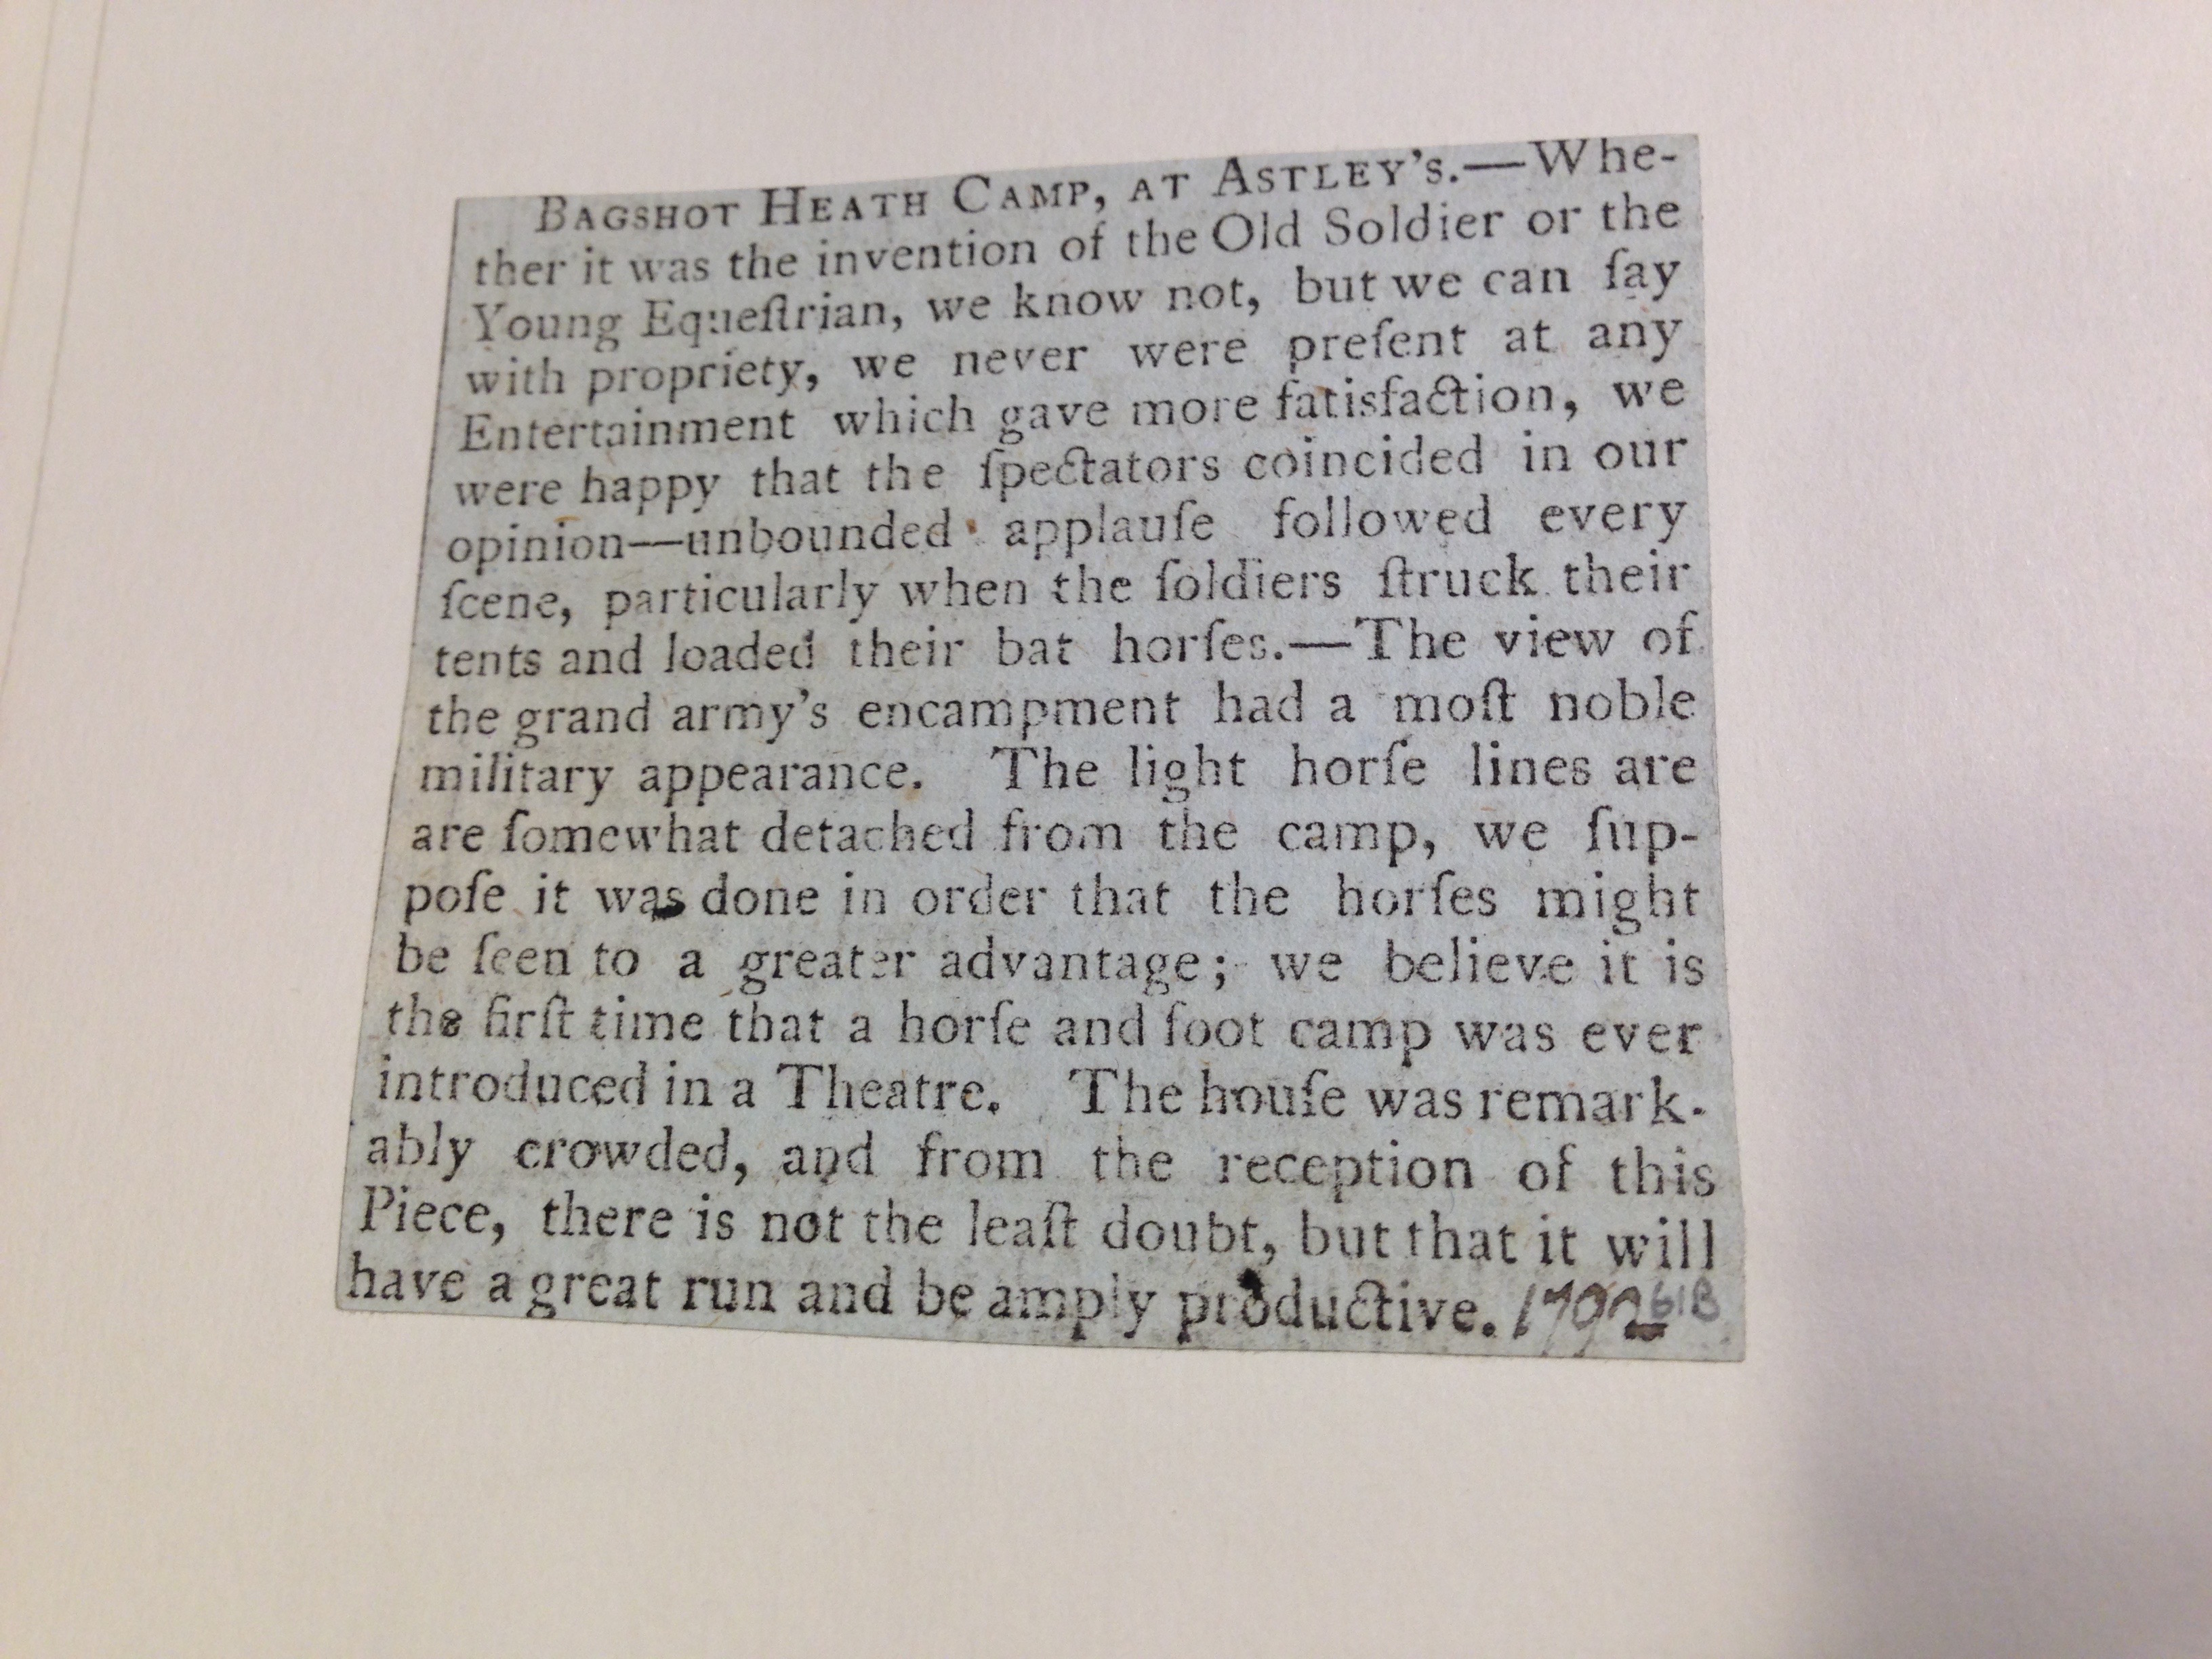 BAGSHOT HEATH CAMP, AT ASTLEY'S.—Whe-
ther it was the invention of the Old Soldier or the
Young Equeſtrian, we know not, but we can ſay
with propriety, we never were preſent at any
Entertainment which gave more ſatisfaction, we
were happy that the ſpectators coincided in our
opinion—unbounded applauſe followed every
ſcene, particularly when the ſoldiers ſtruck their
tents and loaded their bat horſes.—The view of
the grand army's encampment had a moſt noble
military appearance. The light horſe lines are
are ſomewhat detached from the camp, we ſup-
poſe it was done in order that the horſes might
be ſeen to a greater advantage; we believe it is
the firſt time that a horſe and foot camp was ever
introduced in a Theatre. The houſe was remark-
ably crowded, and from the reception of this
Piece, there is not the leaſt doubt, but that it will
have a great run and be amply productive. 1792 61B